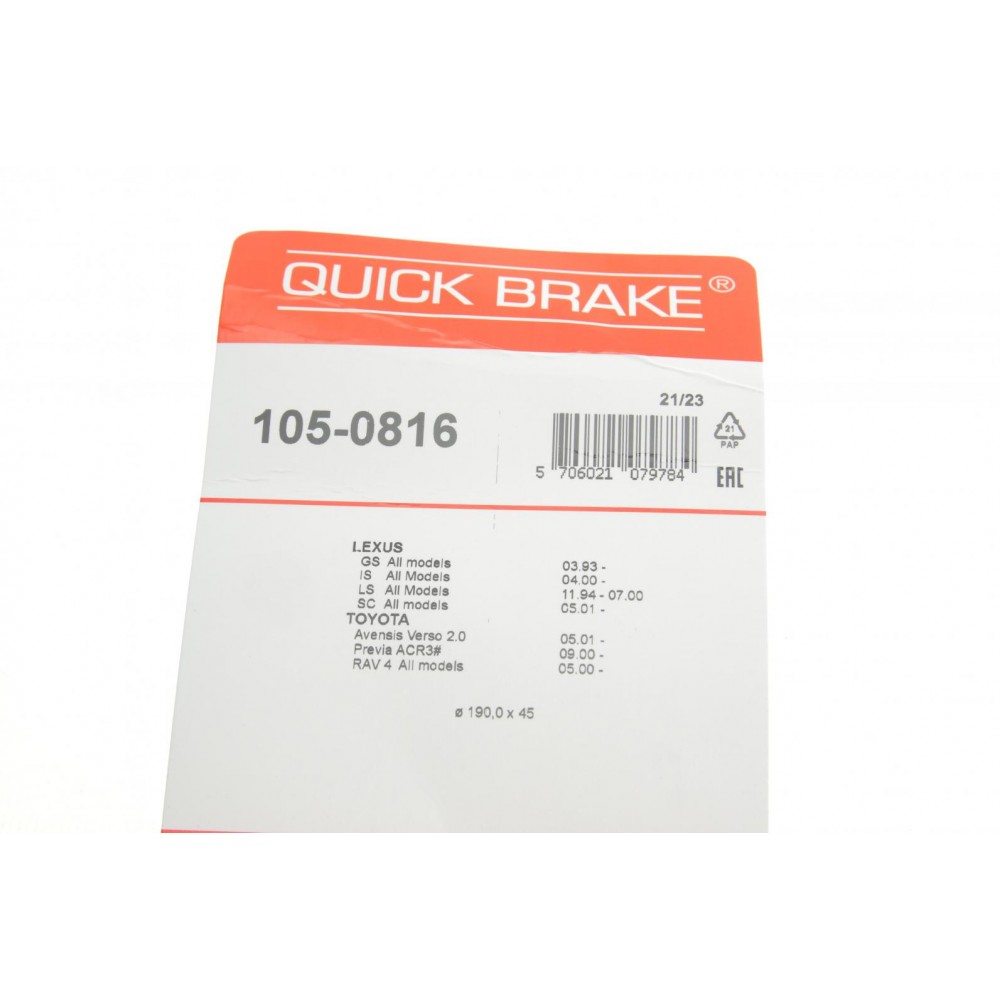 QUICK BRAKE®
105-0816
21/23
5 706021 079784
21
PAP
EAC
LEXUS
GS All models 03.93 -
IS All Models 04.00 -
LS All Models 11.94 - 07.00
SC All models 05.01 -
TOYOTA
Avensis Verso 2.0 05.01 -
Previa ACR3# 09.00 -
RAV 4 All models 05.00 -
ø 190,0 x 45